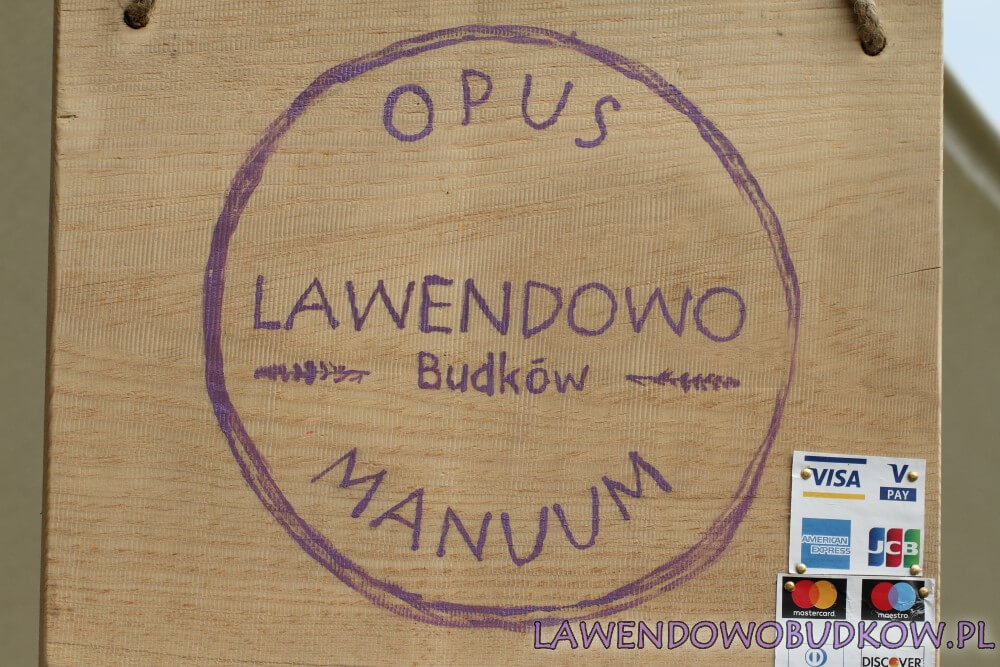 OPUS
LAWENDOWO
Budków
MANUUM
VISA
V
PAY
AMERICAN
EXPRESS
JCB
mastercard
maestro
DISCOVER
LAWENDOWOBUDKOW.PL